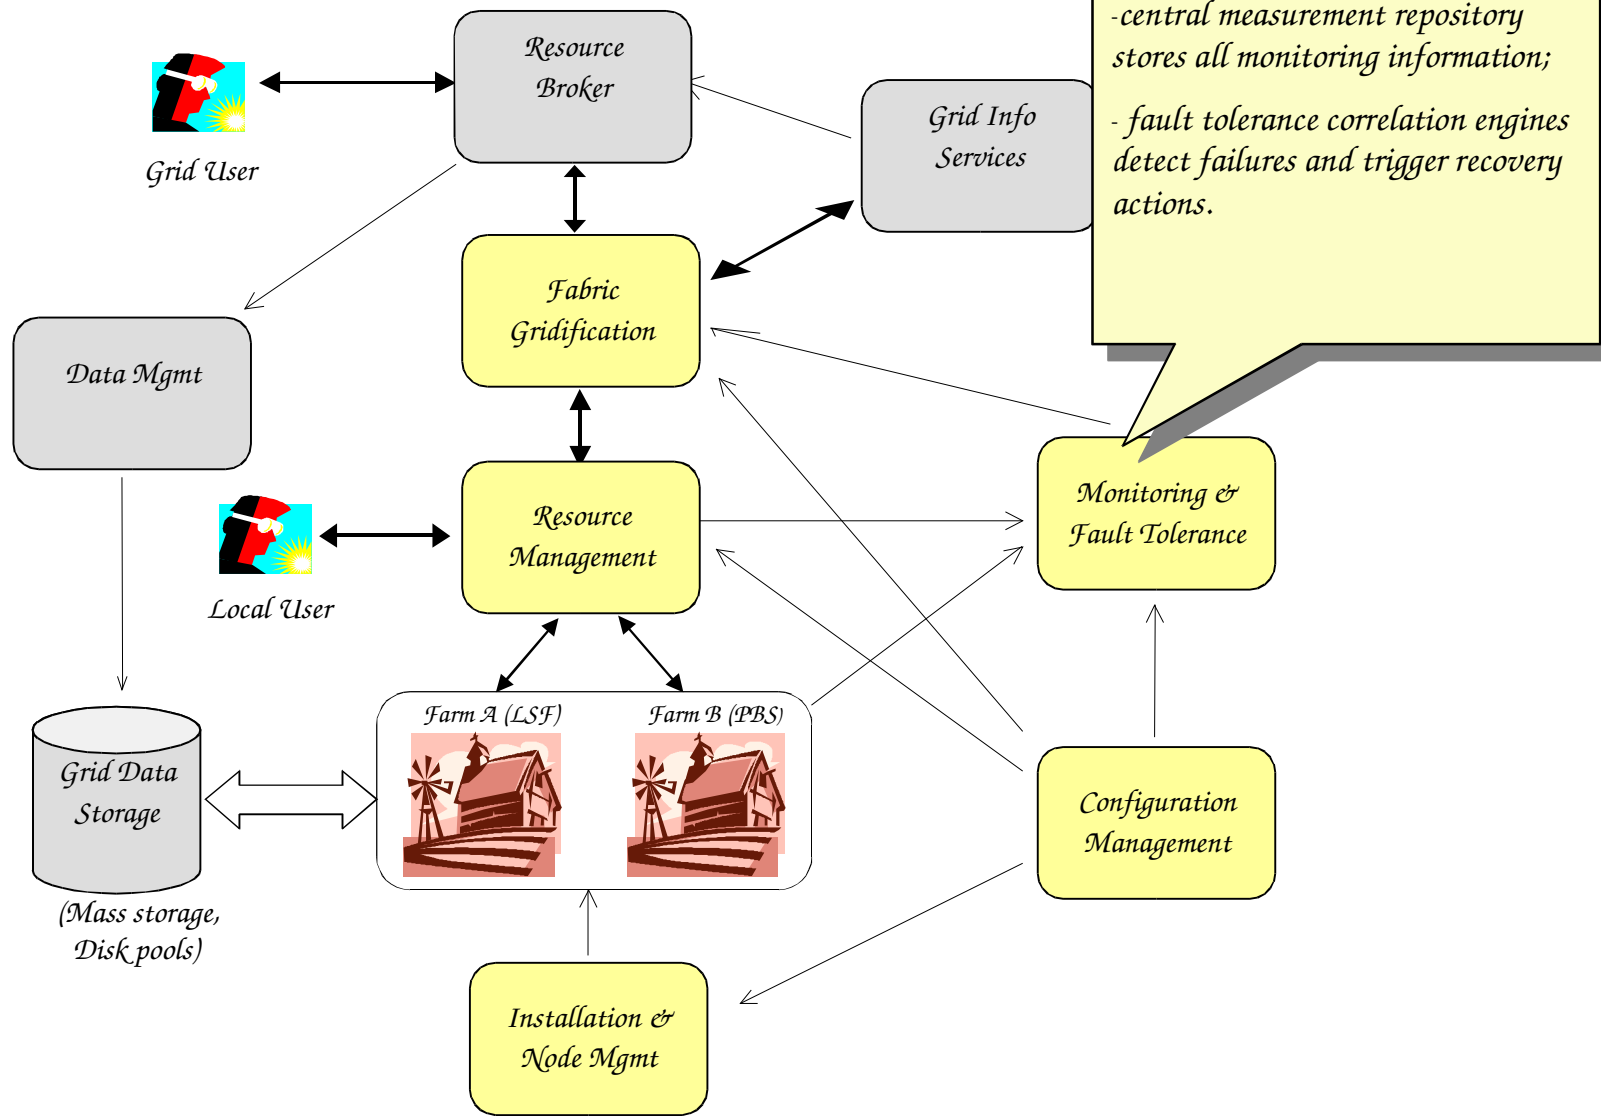 -central measurement repository
stores all monitoring information;
- fault tolerance correlation engines
detect failures and trigger recovery
actions.
Resource
Broker
Grid Info
Services
Grid User
Fabric
Gridification
Data Mgmt
Resource
Management
Monitoring &
Fault Tolerance
Local User
Farm A (LSF)
Farm B (PBS)
Grid Data
Storage
Configuration
Management
(Mass storage,
Disk pools)
Installation &
Node Mgmt